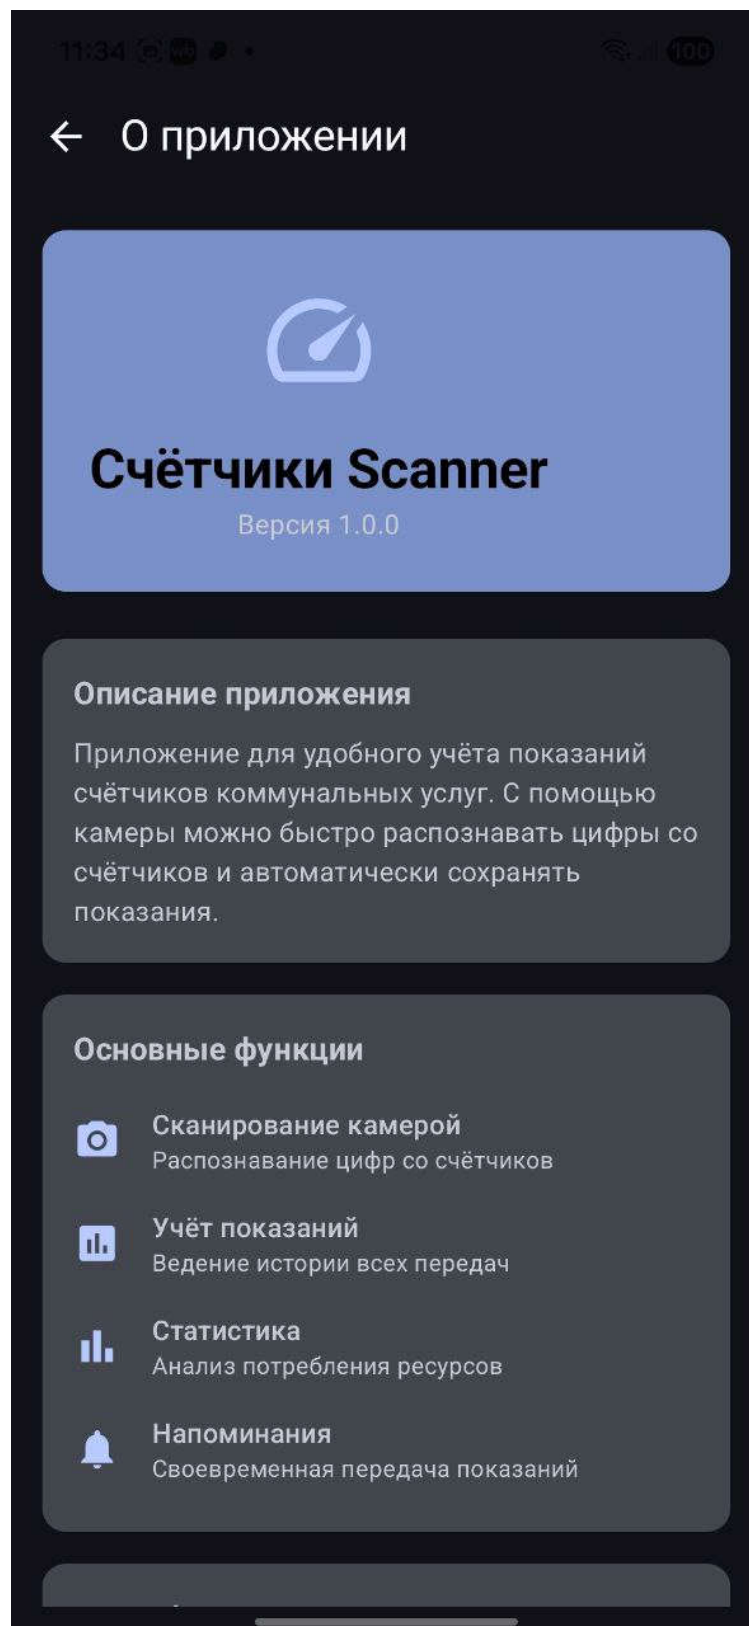 11:34
100
О приложении
Счётчики Scanner
Версия 1.0.0
Описание приложения
Приложение для удобного учёта показаний
счётчиков коммунальных услуг. С помощью
камеры можно быстро распознавать цифры со
счётчиков и автоматически сохранять
показания.
Основные функции
Сканирование камерой
Распознавание цифр со счётчиков
Учёт показаний
Ведение истории всех передач
Статистика
Анализ потребления ресурсов
Напоминания
Своевременная передача показаний